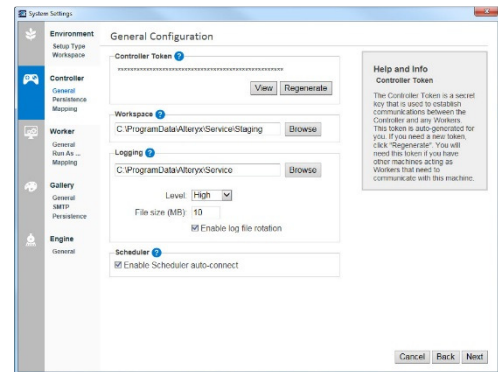 System Settings
Environment
Setup Type
Workspace
Controller
General
Persistence
Mapping
Worker
General
Run As ...
Mapping
Gallery
General
SMTP
Persistence
Engine
General
General Configuration
Controller Token ?
View Regenerate
Workspace ?
C:\ProgramData\Alteryx\Service\Staging Browse
Logging ?
C:\ProgramData\Alteryx\Service Browse
Level: High
File size (MB): 10
Enable log file rotation
Scheduler ?
Enable Scheduler auto-connect
Help and Info
Controller Token
The Controller Token is a secret
key that is used to establish
communications between the
Controller and any Workers.
This token is auto-generated for
you. If you need a new token,
click "Regenerate". You will
need this token if you have
other machines acting as
Workers that need to
communicate with this machine.
Cancel Back Next